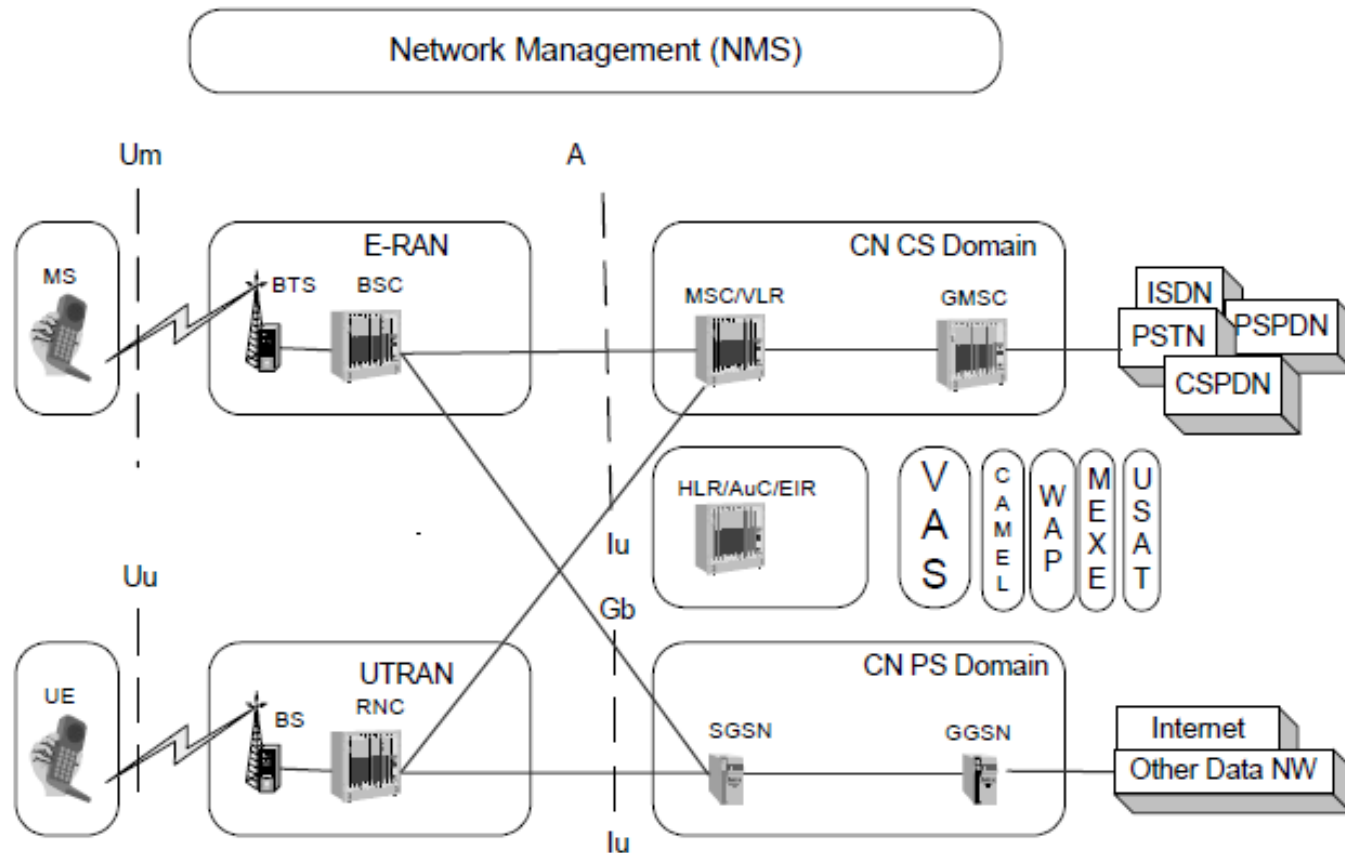 Network Management (NMS)
Um
A
E-RAN
CN CS Domain
MS
BTS
BSC
MSC/VLR
GMSC
ISDN
PSPDN
PSTN
CSPDN
HLR/AuC/EIR
VAS
CAMEL
WAP
MEXE
USAT
Iu
Uu
Gb
UTRAN
CN PS Domain
UE
BS
RNC
SGSN
GGSN
Internet
Other Data NW
Iu